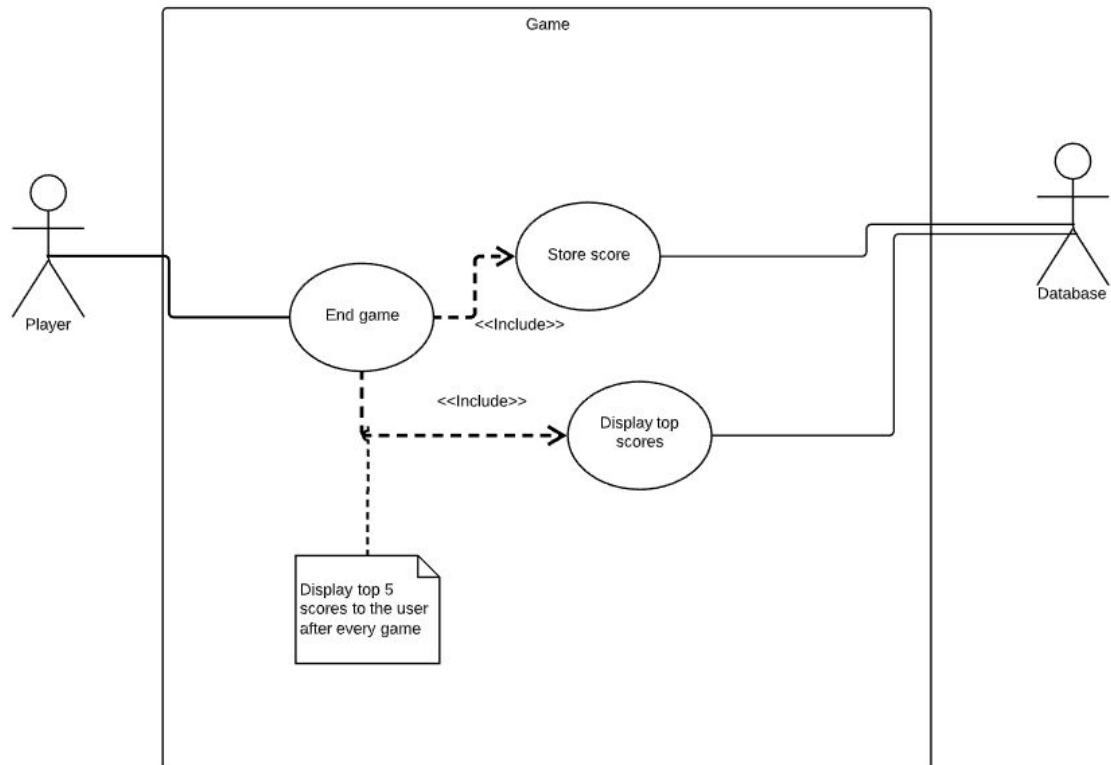 Game
Player
Database
End game
Store score
<<Include>>
<<Include>>
Display top
scores
Display top 5
scores to the user
after every game